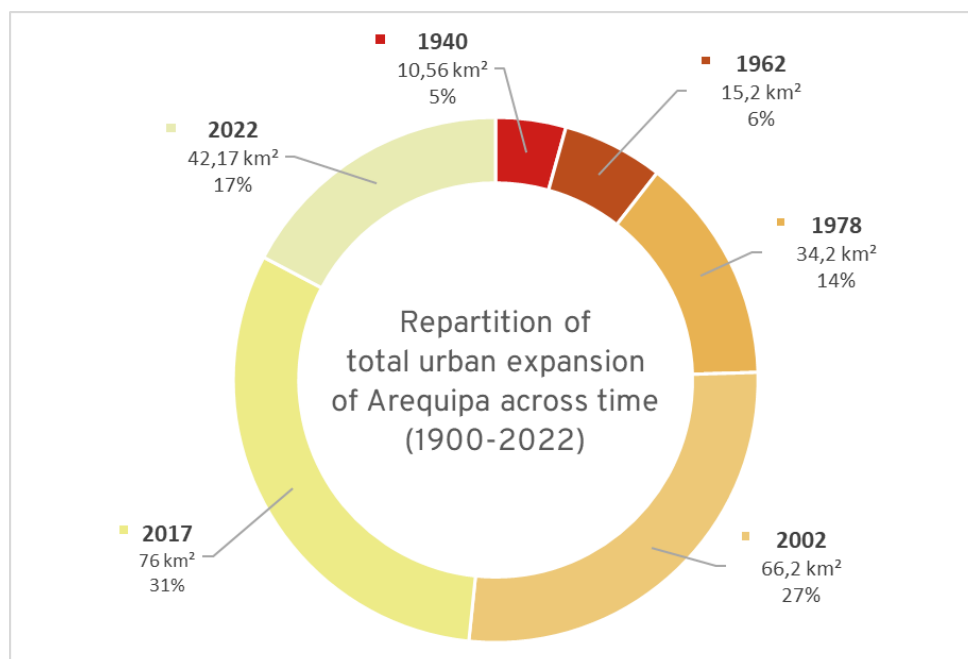 1940
10,56 km²
5%
1962
15,2 km²
6%
1978
34,2 km²
14%
2002
66,2 km²
27%
2017
76 km²
31%
2022
42,17 km²
17%
Repartition of
total urban expansion
of Arequipa across time
(1900-2022)